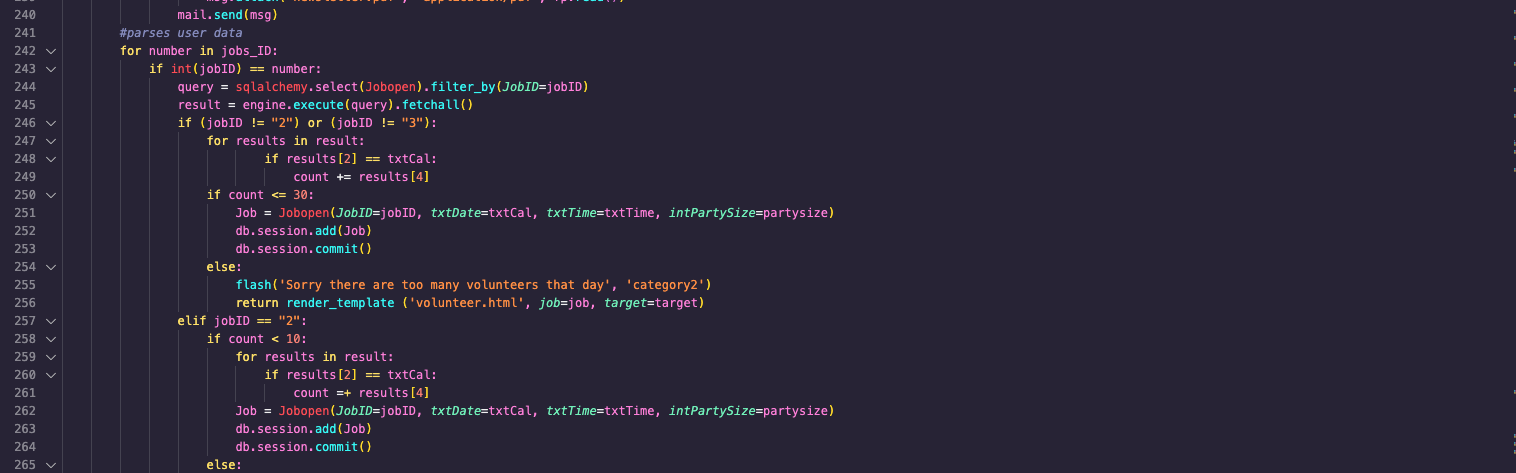 240 mail.send(msg)
241 #parses user data
242 for number in jobs_ID:
243 if int(jobID) == number:
244 query = sqlalchemy.select(Jobopen).filter_by(JobID=jobID)
245 result = engine.execute(query).fetchall()
246 if (jobID != "2") or (jobID != "3"):
247 for results in result:
248 if results[2] == txtCal:
249 count += results[4]
250 if count <= 30:
251 Job = Jobopen(JobID=jobID, txtDate=txtCal, txtTime=txtTime, intPartySize=partysize)
252 db.session.add(Job)
253 db.session.commit()
254 else:
255 flash('Sorry there are too many volunteers that day', 'category2')
256 return render_template ('volunteer.html', job=job, target=target)
257 elif jobID == "2":
258 if count < 10:
259 for results in result:
260 if results[2] == txtCal:
261 count =+ results[4]
262 Job = Jobopen(JobID=jobID, txtDate=txtCal, txtTime=txtTime, intPartySize=partysize)
263 db.session.add(Job)
264 db.session.commit()
265 else: